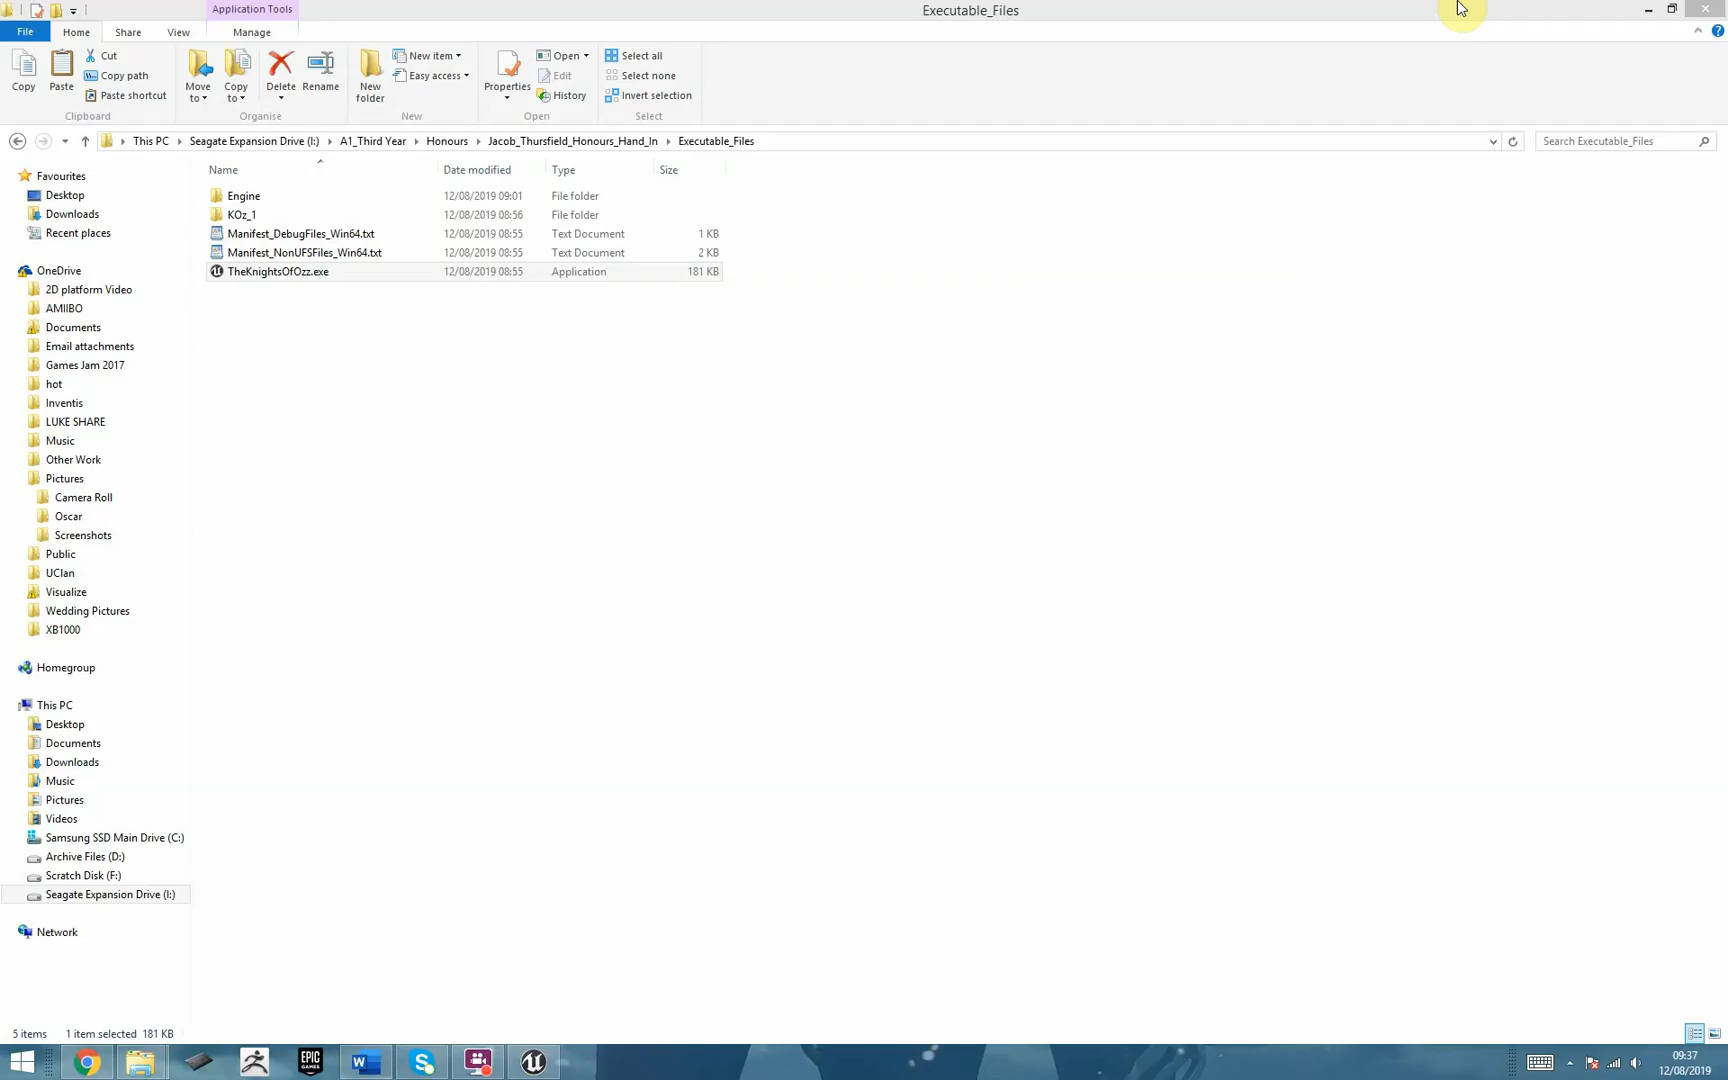 Application Tools
Executable_Files
File
Home
Share
View
Manage
Copy
Paste
Cut
Copy path
Paste shortcut
Clipboard
Move to
Copy to
Delete
Rename
Organise
New folder
New item
Easy access
New
Properties
Open
Edit
History
Open
Select all
Select none
Invert selection
Select
This PC
Seagate Expansion Drive (I:)
A1_Third Year
Honours
Jacob_Thursfield_Honours_Hand_In
Executable_Files
Search Executable_Files
Name
Date modified
Type
Size
Engine 12/08/2019 09:01 File folder
KOz_1 12/08/2019 08:56 File folder
Manifest_DebugFiles_Win64.txt 12/08/2019 08:55 Text Document 1 KB
Manifest_NonUFSFiles_Win64.txt 12/08/2019 08:55 Text Document 2 KB
TheKnightsOfOzz.exe 12/08/2019 08:55 Application 181 KB
Favourites
Desktop
Downloads
Recent places
OneDrive
2D platform Video
AMIIBO
Documents
Email attachments
Games Jam 2017
hot
Inventis
LUKE SHARE
Music
Other Work
Pictures
Camera Roll
Oscar
Screenshots
Public
UClan
Visualize
Wedding Pictures
XB1000
Homegroup
This PC
Desktop
Documents
Downloads
Music
Pictures
Videos
Samsung SSD Main Drive (C:)
Archive Files (D:)
Scratch Disk (F:)
Seagate Expansion Drive (I:)
Network
5 items
1 item selected 181 KB
EPIC GAMES
09:37
12/08/2019